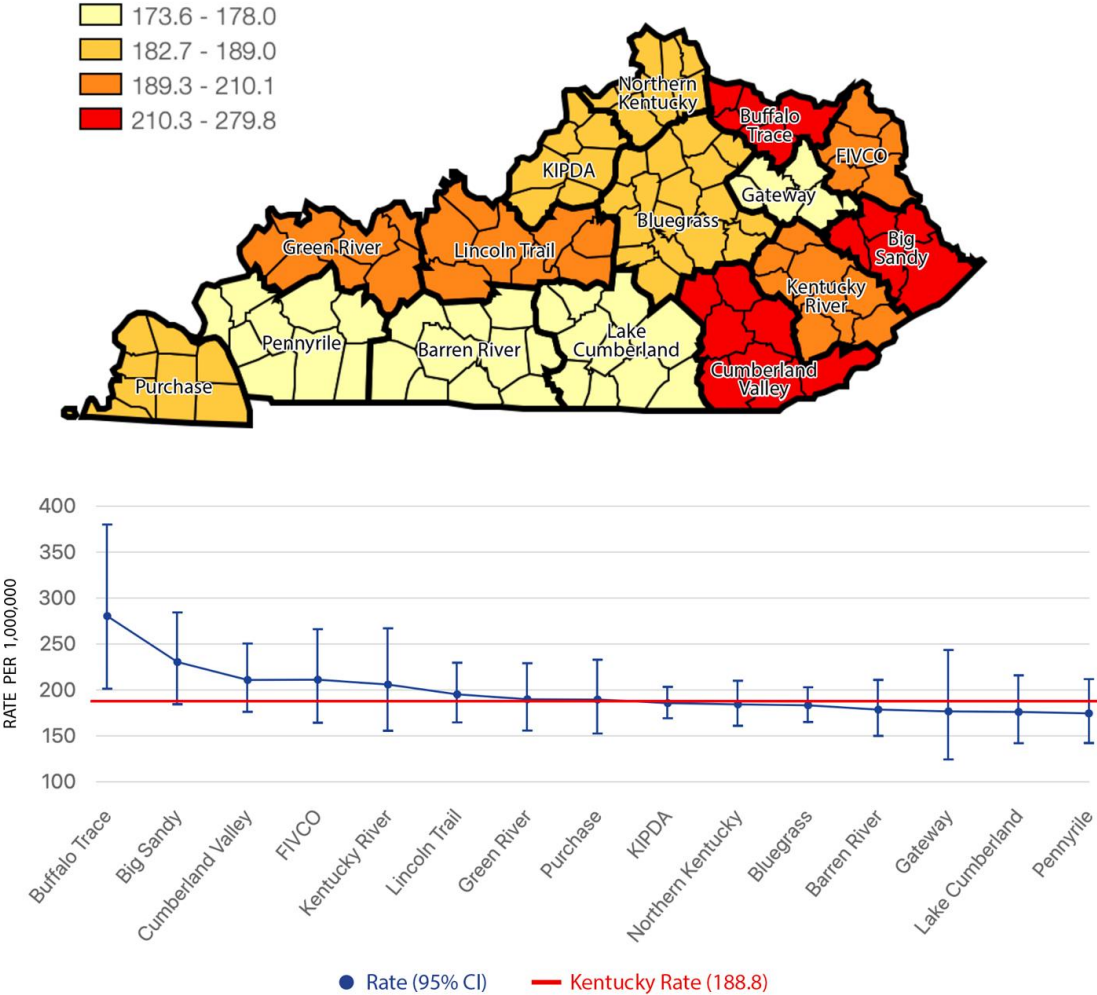 173.6 - 178.0
182.7 - 189.0
189.3 - 210.1
210.3 - 279.8
Northern
Kentucky
Buffalo
Trace
FIVCO
KIPDA
Gateway
Bluegrass
Green River
Lincoln Trail
Big
Sandy
Kentucky
River
Pennyrile
Barren River
Lake
Cumberland
Cumberland
Valley
Purchase
400
350
300
250
200
150
100
RATE PER 1,000,000
Buffalo Trace
Big Sandy
Cumberland Valley
FIVCO
Kentucky River
Lincoln Trail
Green River
Purchase
KIPDA
Northern Kentucky
Bluegrass
Barren River
Gateway
Lake Cumberland
Pennyrile
Rate (95% CI)
Kentucky Rate (188.8)